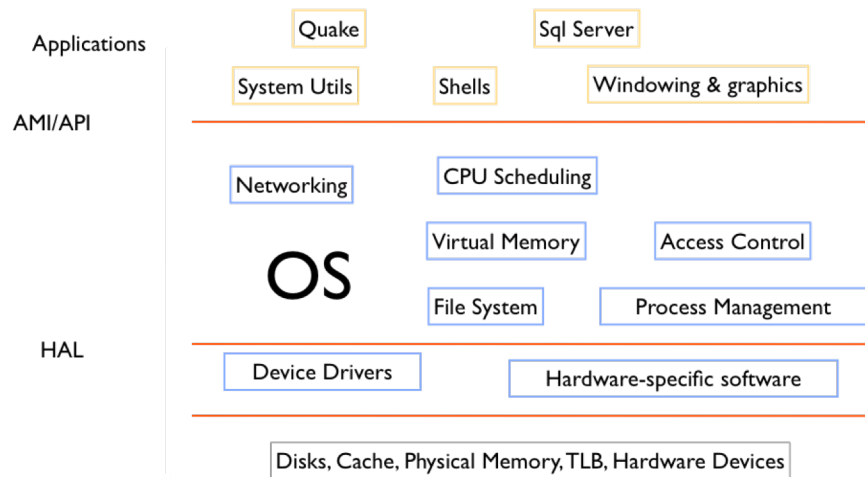 Quake
Sql Server
Applications
System Utils
Shells
Windowing & graphics
AMI/API
Networking
CPU Scheduling
Virtual Memory
Access Control
OS
File System
Process Management
HAL
Device Drivers
Hardware-specific software
Disks, Cache, Physical Memory, TLB, Hardware Devices